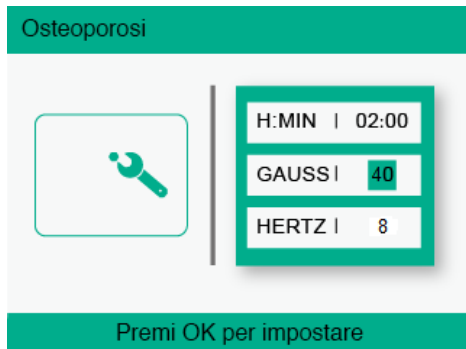 Osteoporosi
H:MIN | 02:00
GAUSS | 40
HERTZ | 8
Premi OK per impostare